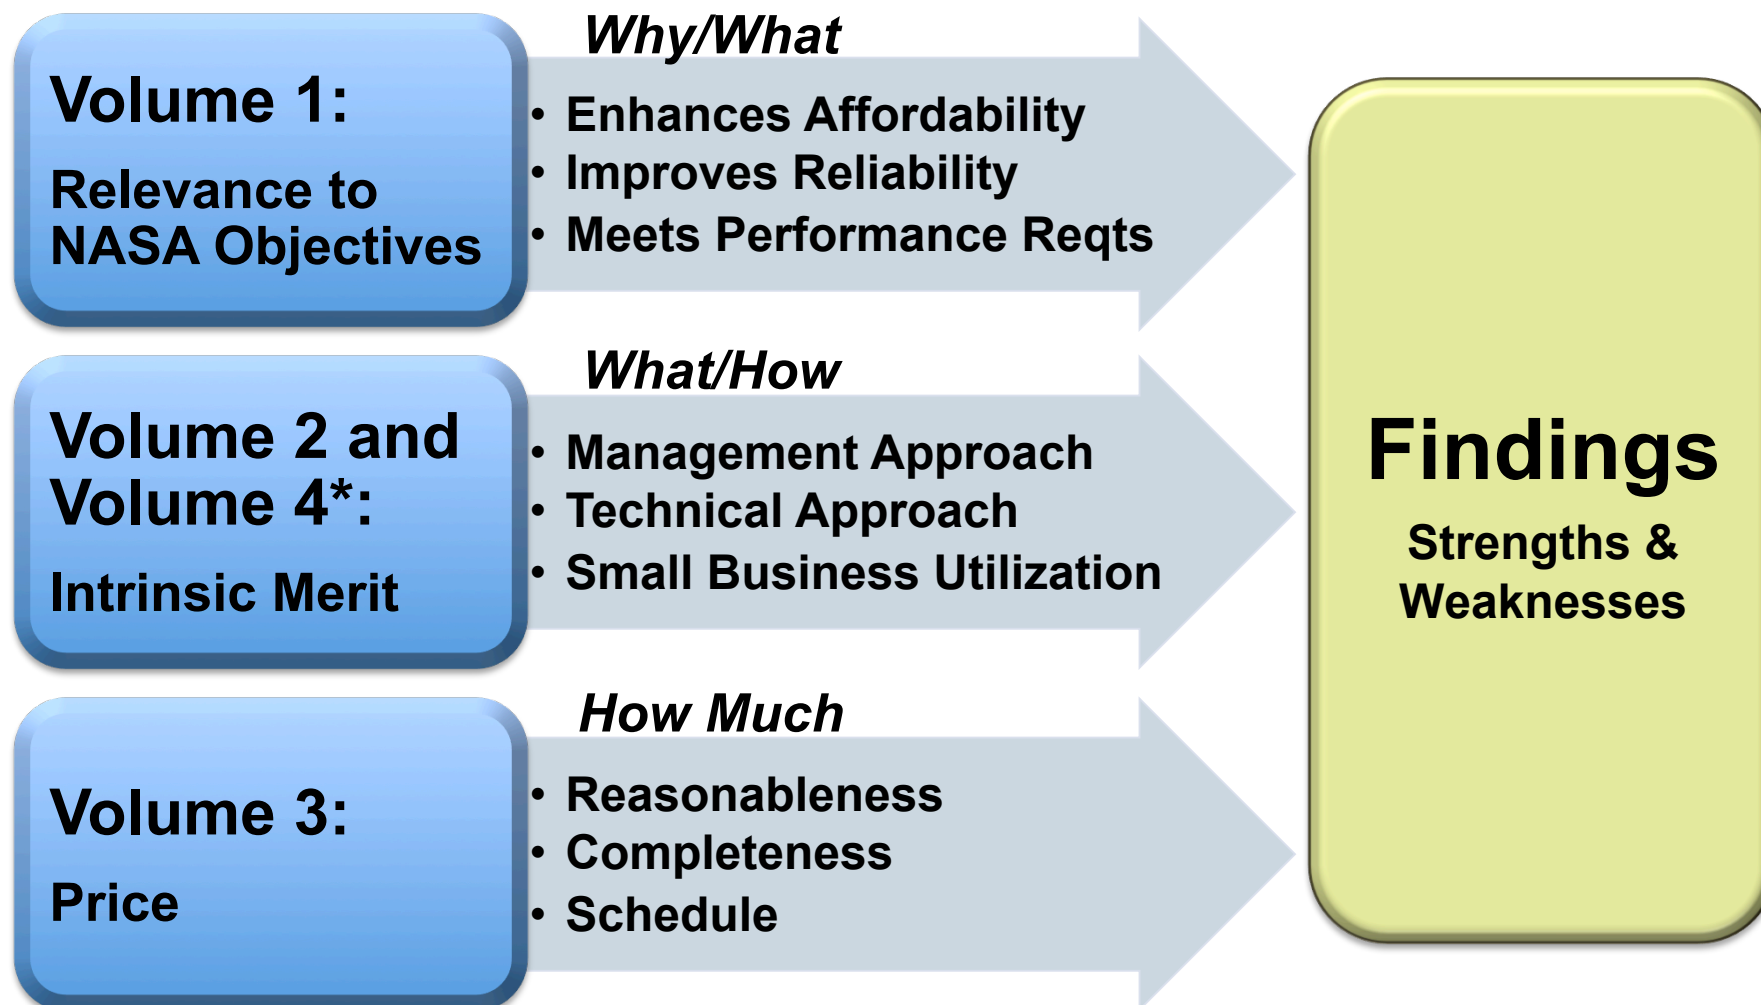 Volume 1:
Relevance to
NASA Objectives
Why/What
• Enhances Affordability
• Improves Reliability
• Meets Performance Reqts
Volume 2 and
Volume 4*:
Intrinsic Merit
What/How
• Management Approach
• Technical Approach
• Small Business Utilization
Volume 3:
Price
How Much
• Reasonableness
• Completeness
• Schedule
Findings
Strengths &
Weaknesses